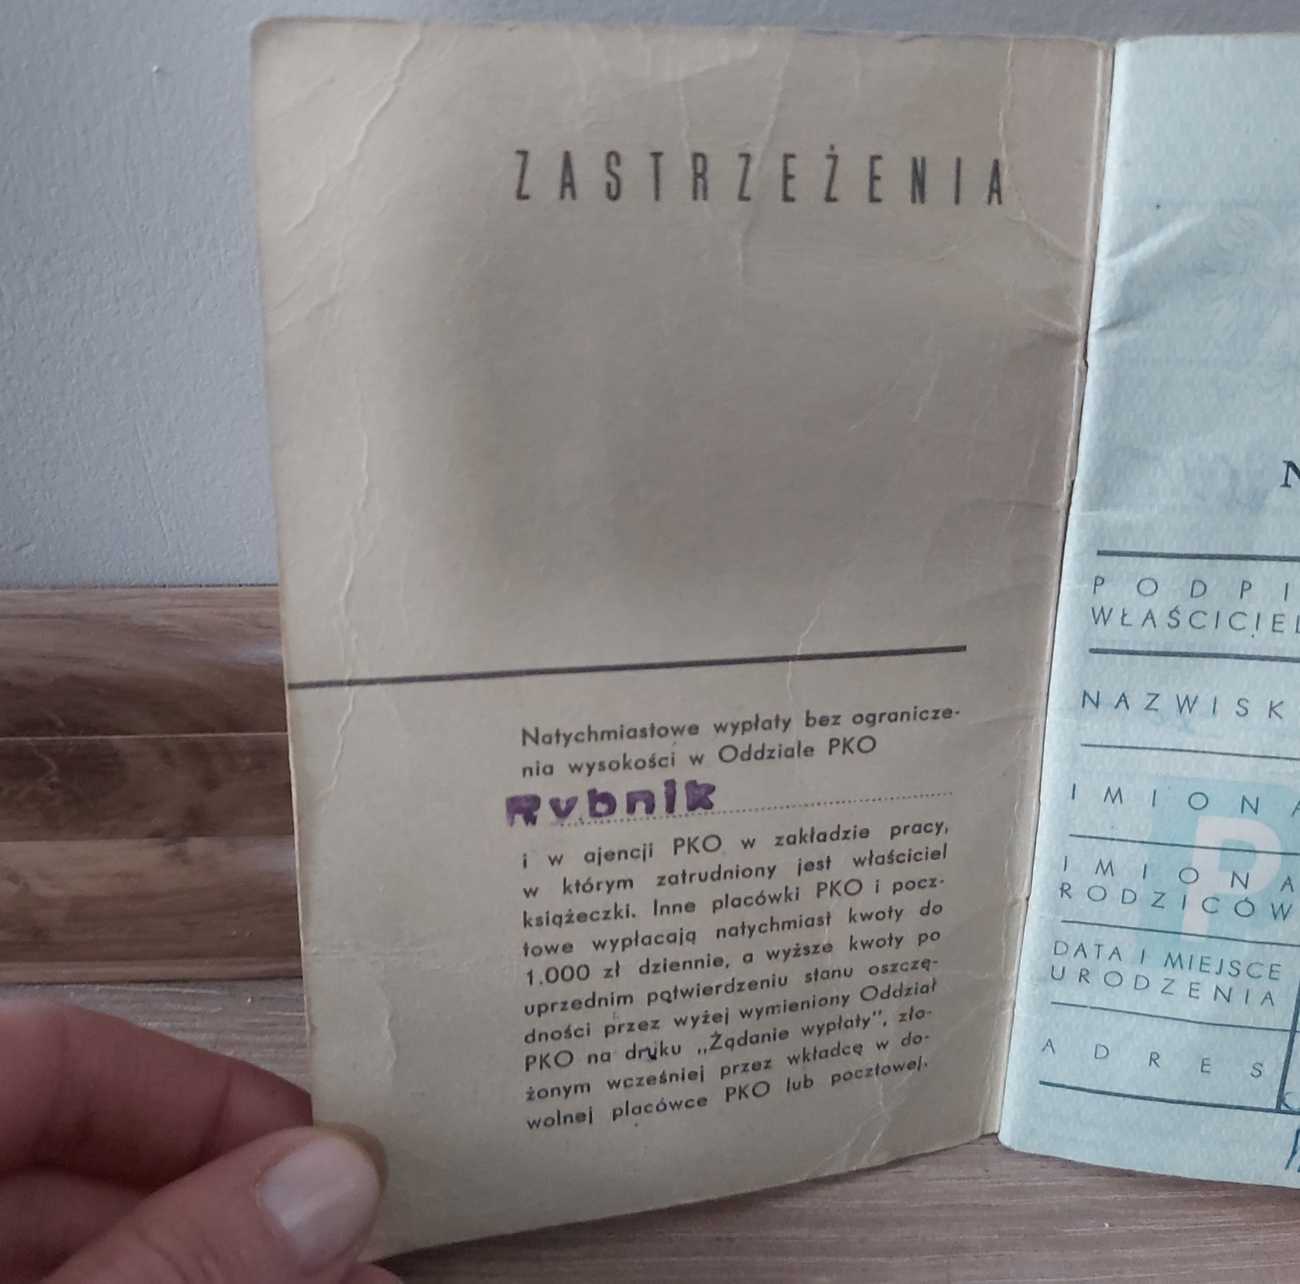 ZASTRZEŻENIA
Natychmiastowe wypłaty bez ogranicze-
nia wysokości w Oddziale PKO
Rybnik
i w ajencji PKO w zakładzie pracy,
w którym zatrudniony jest właściciel
książeczki. Inne placówki PKO i pocz-
towe wypłacają natychmiast kwoty do
1.000 zł dziennie, a wyższe kwoty po
uprzednim potwierdzeniu stanu oszczę-
dności przez wyżej wymieniony Oddział
PKO na druku „Żądanie wypłaty", zło-
żonym wcześniej przez wkładcę w do-
wolnej placówce PKO lub pocztowej.
N
PODPI
WŁAŚCICIEL
NAZWISK
IMIONA
IMIONA
RODZICÓW
DATA I MIEJSCE
URODZENIA
ADRES
P